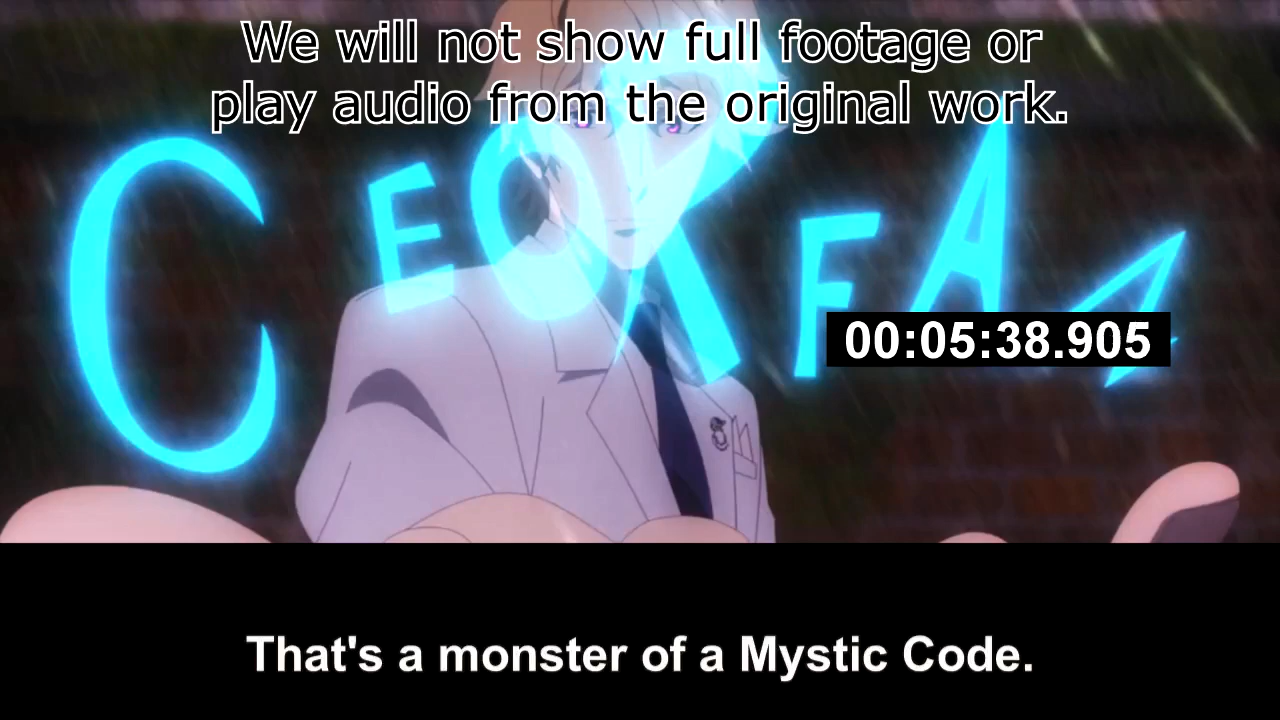 We will not show full footage or
play audio from the original work.
CEOXFA
00:05:38.905
That's a monster of a Mystic Code.